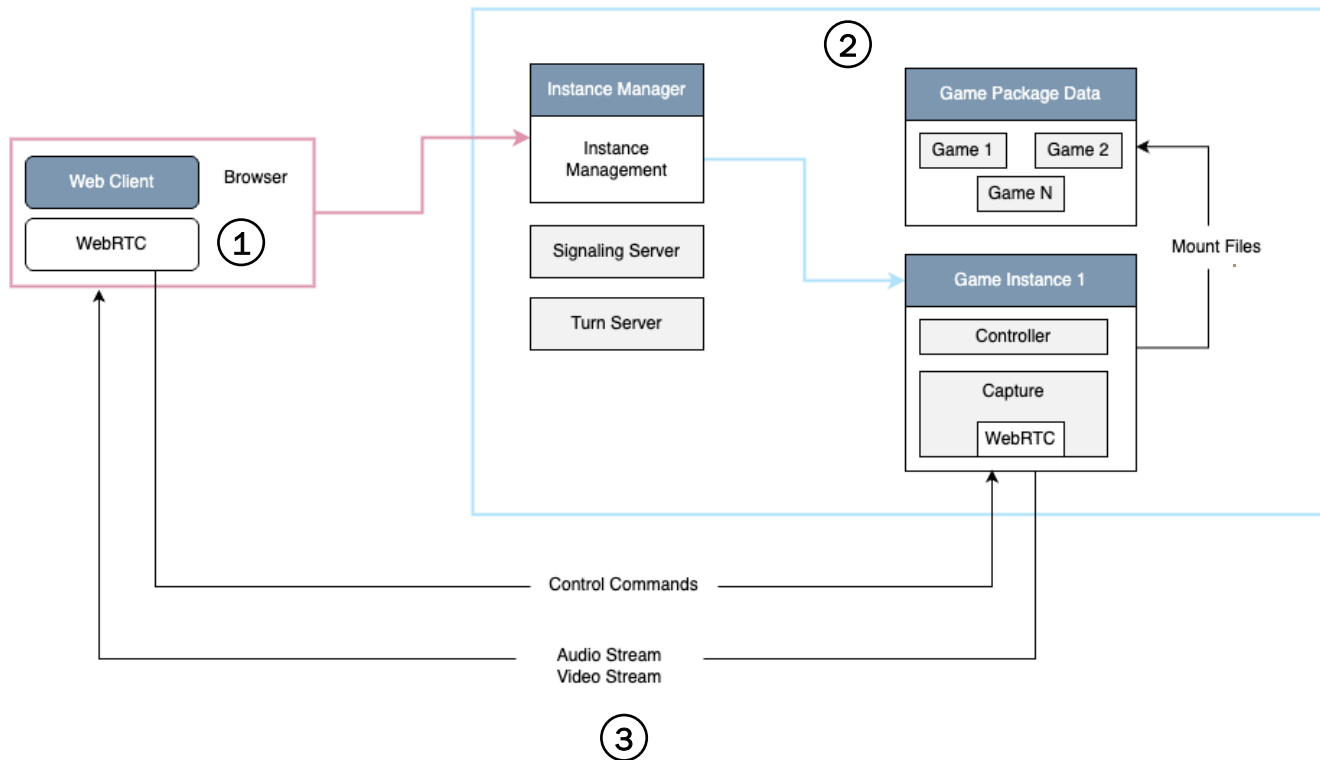 ②
Instance Manager
Game Package Data
Instance
Management
Game 1
Game 2
Game N
Web Client
Browser
WebRTC
①
Signaling Server
Turn Server
Mount Files
Game Instance 1
Controller
Capture
WebRTC
Control Commands
Audio Stream
Video Stream
③